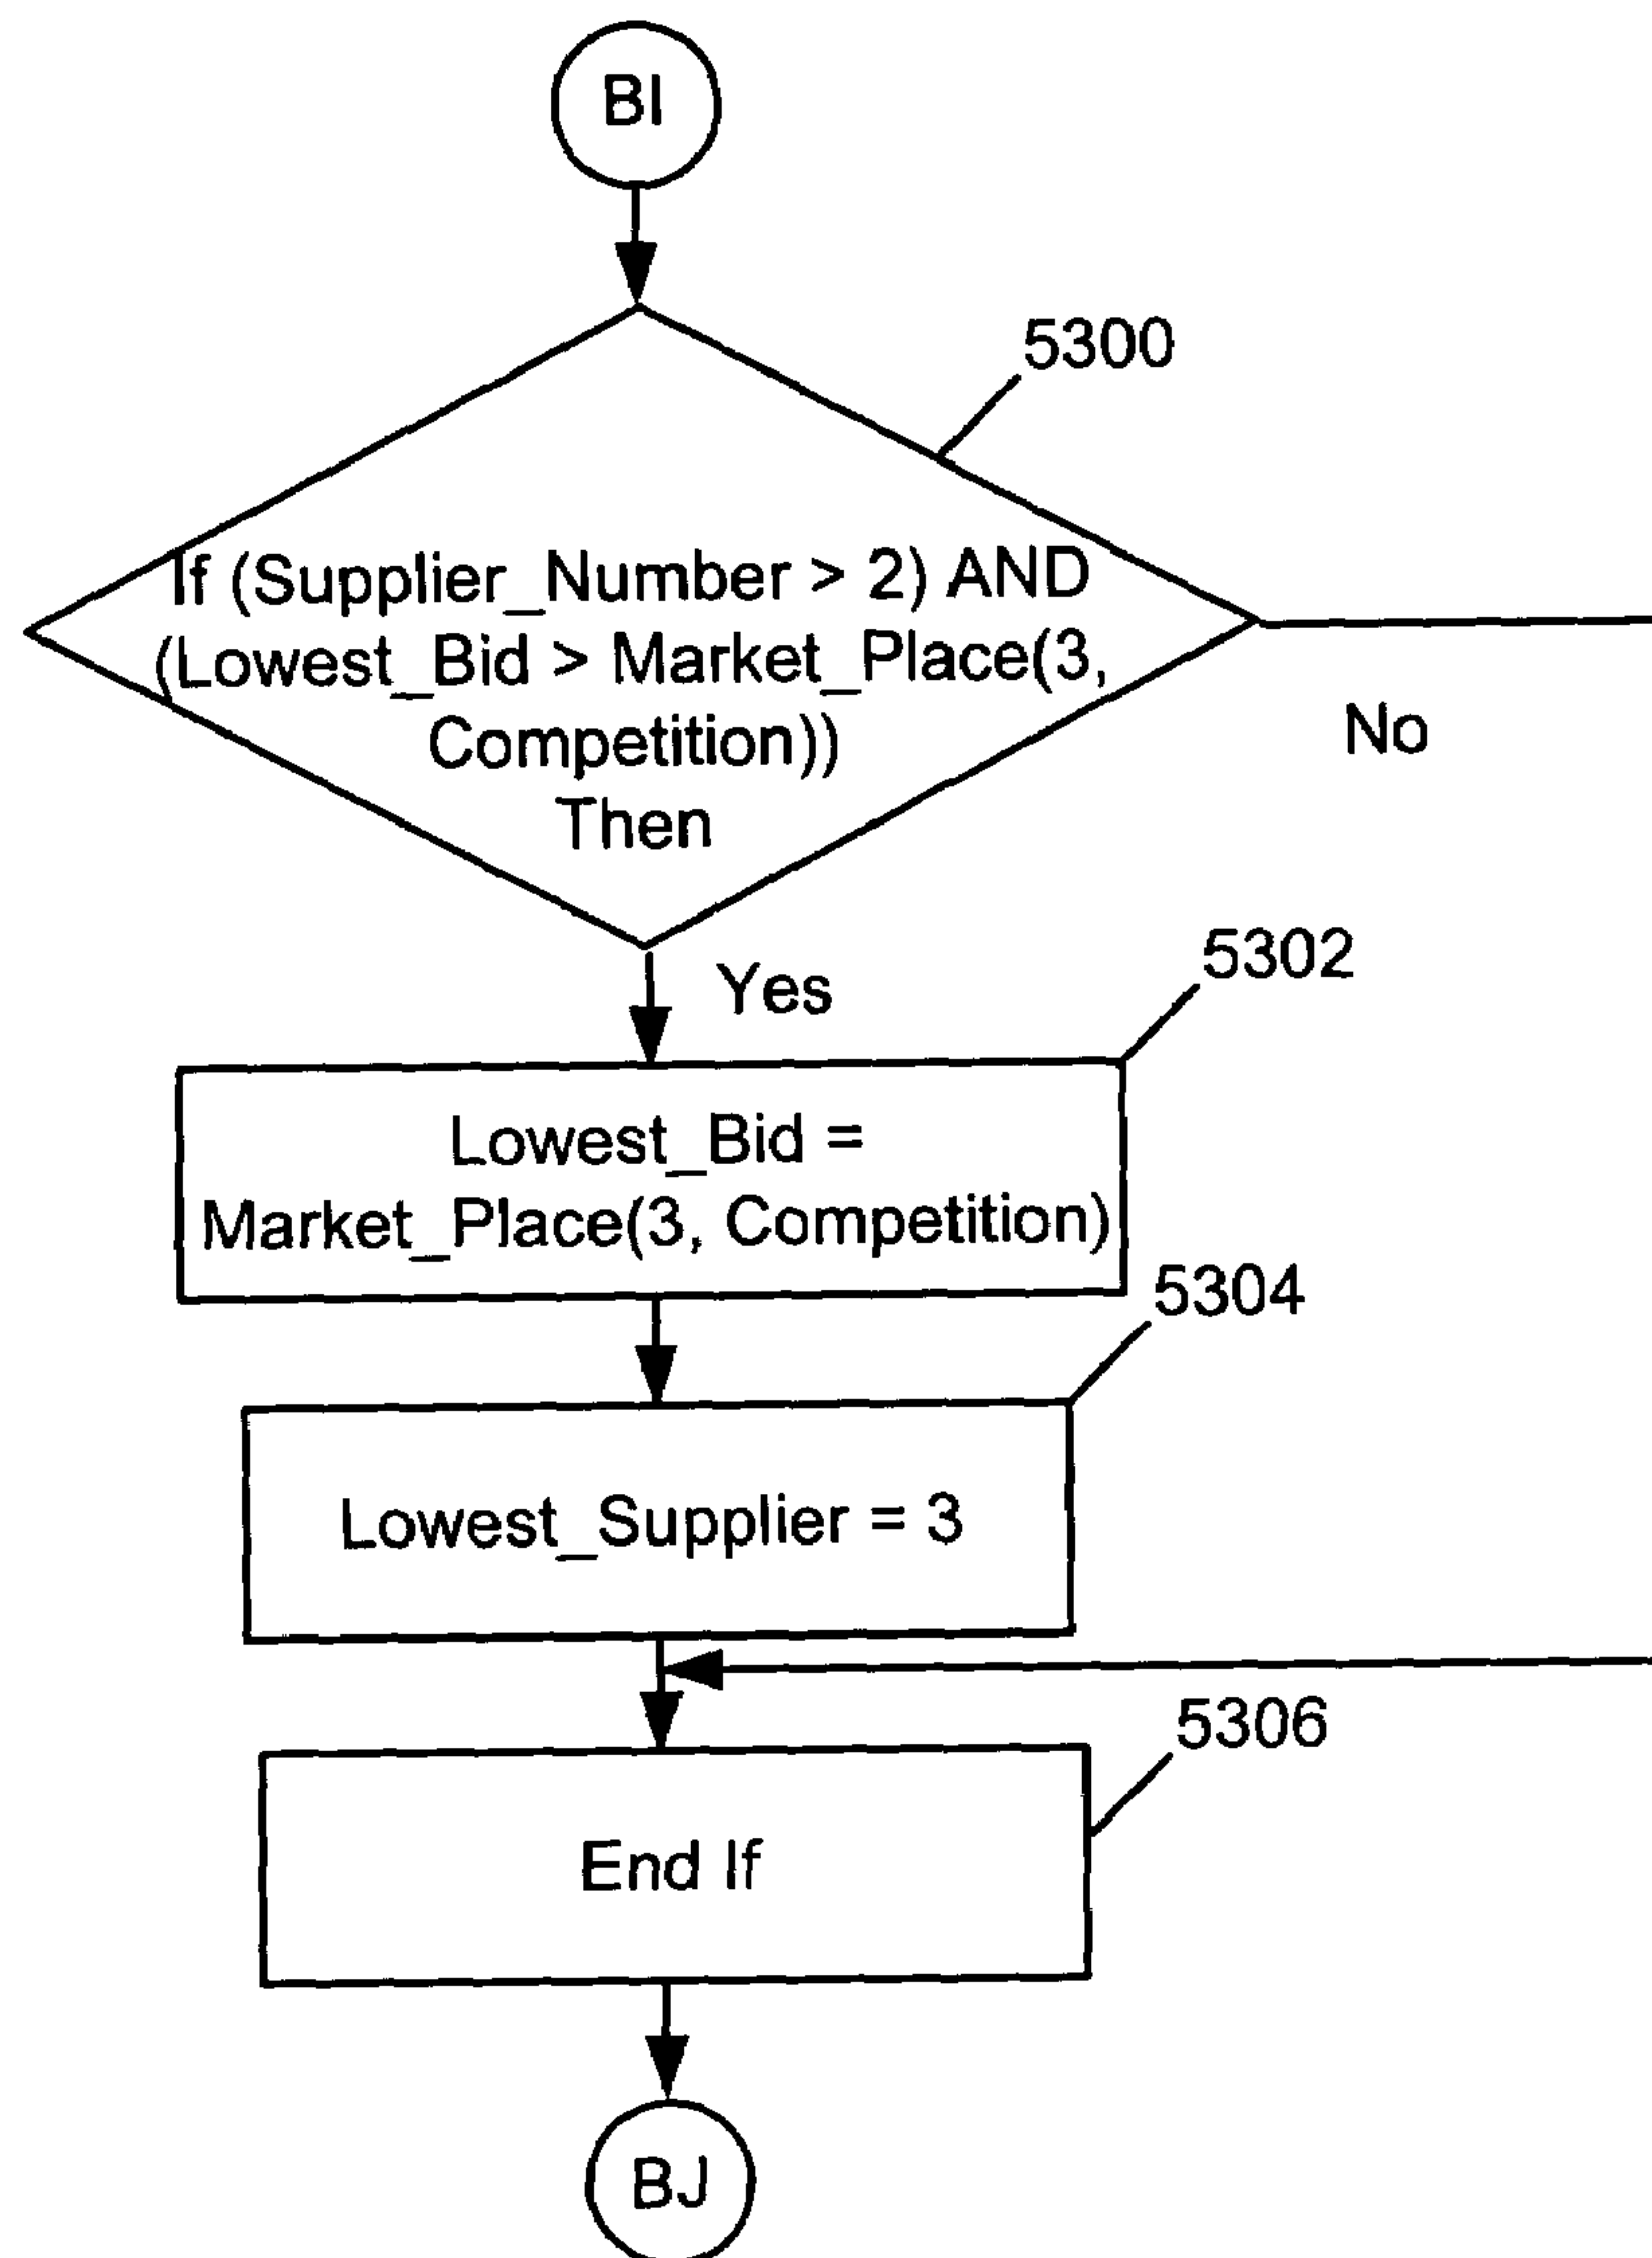 BI
5300
If (Supplier_Number > 2) AND
(Lowest_Bid > Market_Place(3,
Competition))
Then
No
Yes
5302
Lowest_Bid =
Market_Place(3, Competition)
5304
Lowest_Supplier = 3
5306
End If
BJ